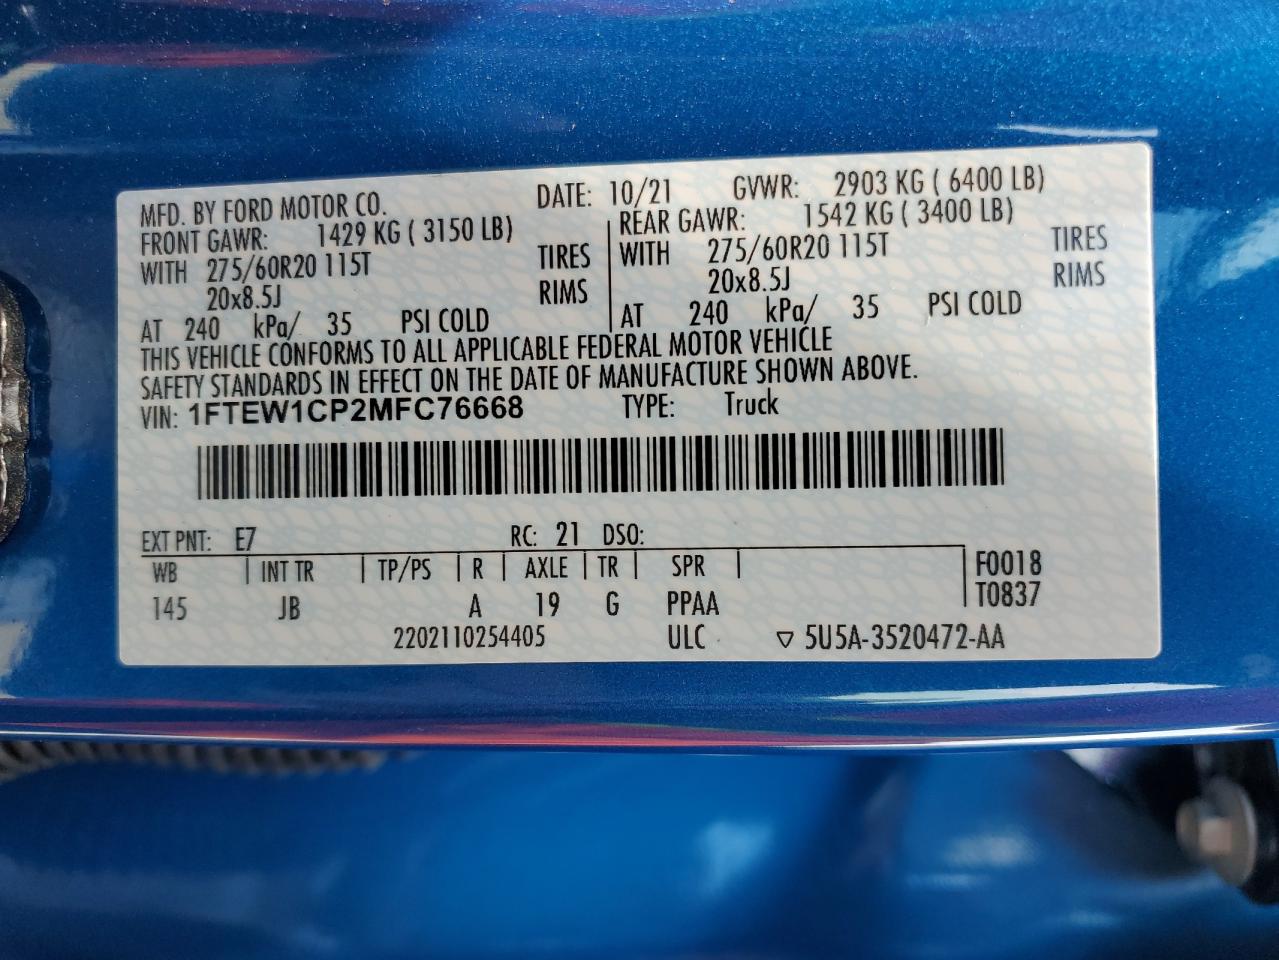 MFD. BY FORD MOTOR CO. DATE: 10/21 GVWR: 2903 KG ( 6400 LB)
FRONT GAWR: 1429 KG ( 3150 LB) REAR GAWR: 1542 KG ( 3400 LB)
WITH 275/60R20 115T TIRES WITH 275/60R20 115T TIRES
20x8.5J RIMS 20x8.5J RIMS
AT 240 kPa/ 35 PSI COLD AT 240 kPa/ 35 PSI COLD
THIS VEHICLE CONFORMS TO ALL APPLICABLE FEDERAL MOTOR VEHICLE
SAFETY STANDARDS IN EFFECT ON THE DATE OF MANUFACTURE SHOWN ABOVE.
VIN: 1FTEW1CP2MFC76668 TYPE: Truck
EXT PNT: E7 RC: 21 DSO:
WB INT TR TP/PS R AXLE TR SPR F0018
145 JB A 19 G PPAA T0837
2202110254405 ULC ▽ 5U5A-3520472-AA